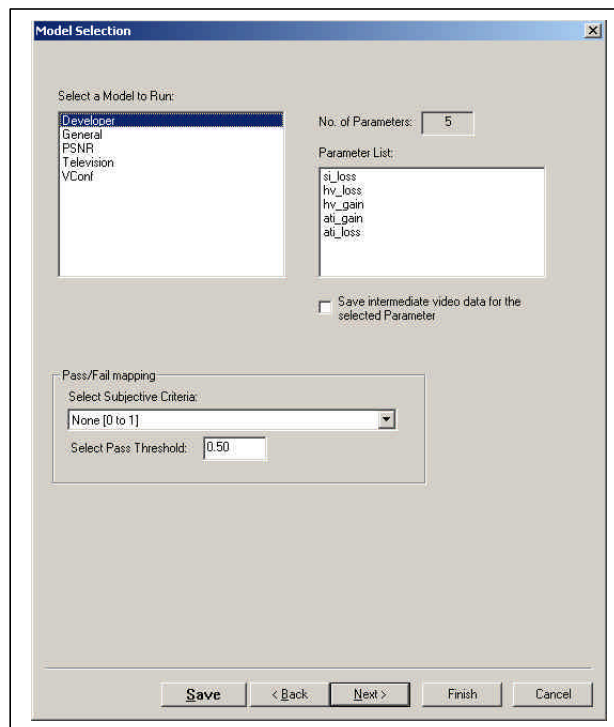 Model Selection
Select a Model to Run:
Developer
General
PSNR
Television
VConf
No. of Parameters: 5
Parameter List:
si_loss
hv_loss
hv_gain
ati_gain
ati_loss
Save intermediate video data for the
selected Parameter
Pass/Fail mapping
Select Subjective Criteria:
None [0 to 1]
Select Pass Threshold: 0.50
Save < Back Next > Finish Cancel